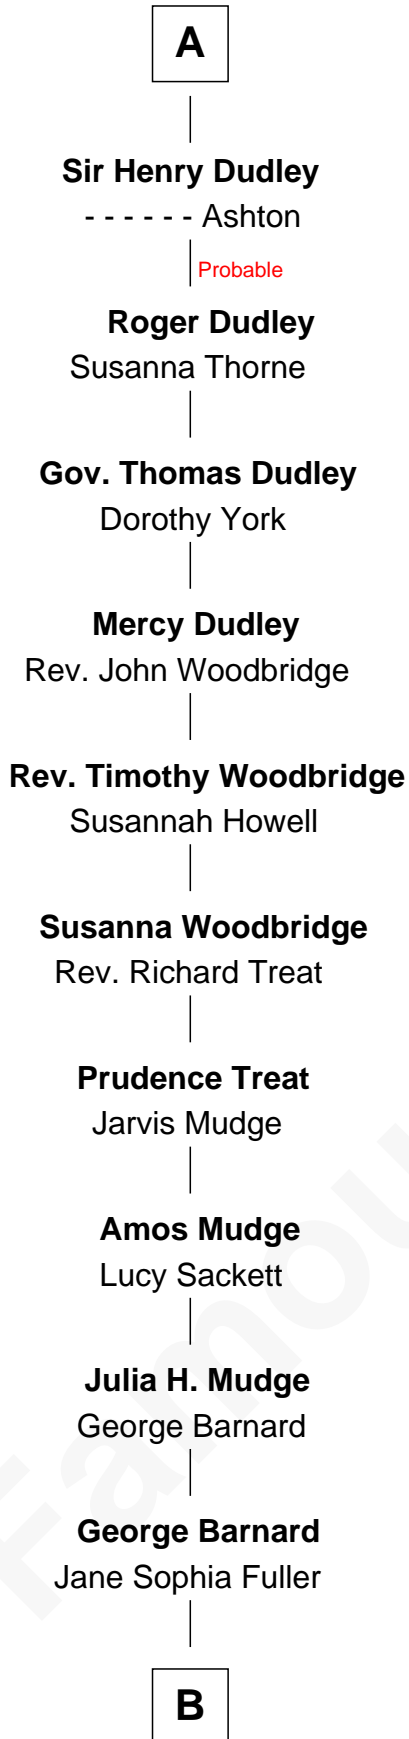 A
Sir Henry Dudley
- - - - - - Ashton
Probable
Roger Dudley
Susanna Thorne
Gov. Thomas Dudley
Dorothy York
Mercy Dudley
Rev. John Woodbridge
Rev. Timothy Woodbridge
Susannah Howell
Susanna Woodbridge
Rev. Richard Treat
Prudence Treat
Jarvis Mudge
Amos Mudge
Lucy Sackett
Julia H. Mudge
George Barnard
George Barnard
Jane Sophia Fuller
B
Famou